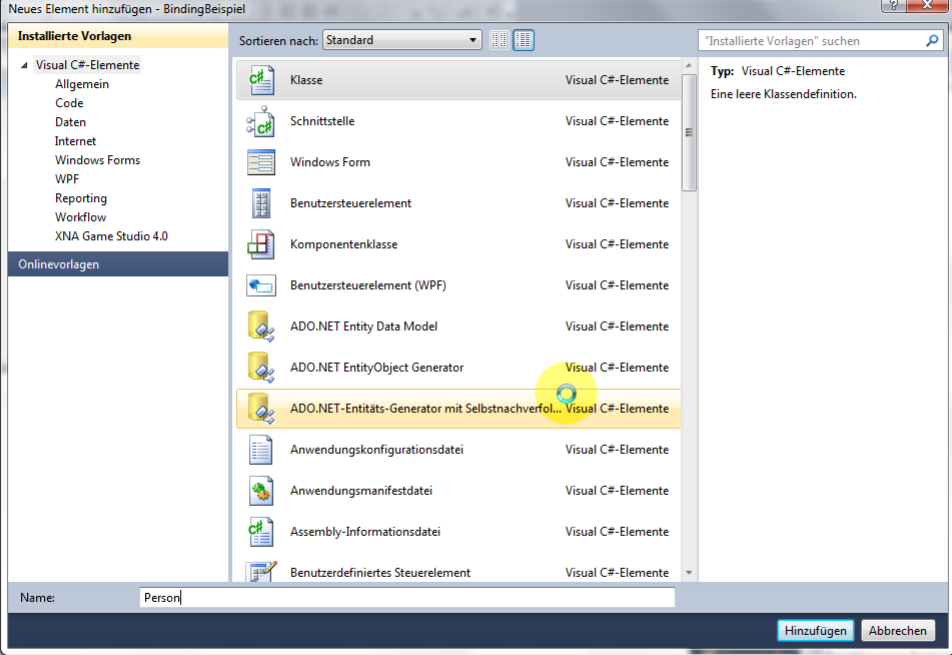 Neues Element hinzufügen - BindingBeispiel
Installierte Vorlagen
Visual C#-Elemente
Allgemein
Code
Daten
Internet
Windows Forms
WPF
Reporting
Workflow
XNA Game Studio 4.0
Onlinevorlagen
Sortieren nach: Standard
Klasse Visual C#-Elemente
Schnittstelle Visual C#-Elemente
Windows Form Visual C#-Elemente
Benutzersteuerelement Visual C#-Elemente
Komponentenklasse Visual C#-Elemente
Benutzersteuerelement (WPF) Visual C#-Elemente
ADO.NET Entity Data Model Visual C#-Elemente
ADO.NET EntityObject Generator Visual C#-Elemente
ADO.NET-Entitäts-Generator mit Selbstnachverfol... Visual C#-Elemente
Anwendungskonfigurationsdatei Visual C#-Elemente
Anwendungsmanifestdatei Visual C#-Elemente
Assembly-Informationsdatei Visual C#-Elemente
Benutzerdefiniertes Steuerelement Visual C#-Elemente
"Installierte Vorlagen" suchen
Typ: Visual C#-Elemente
Eine leere Klassendefinition.
Name: Person
Hinzufügen Abbrechen